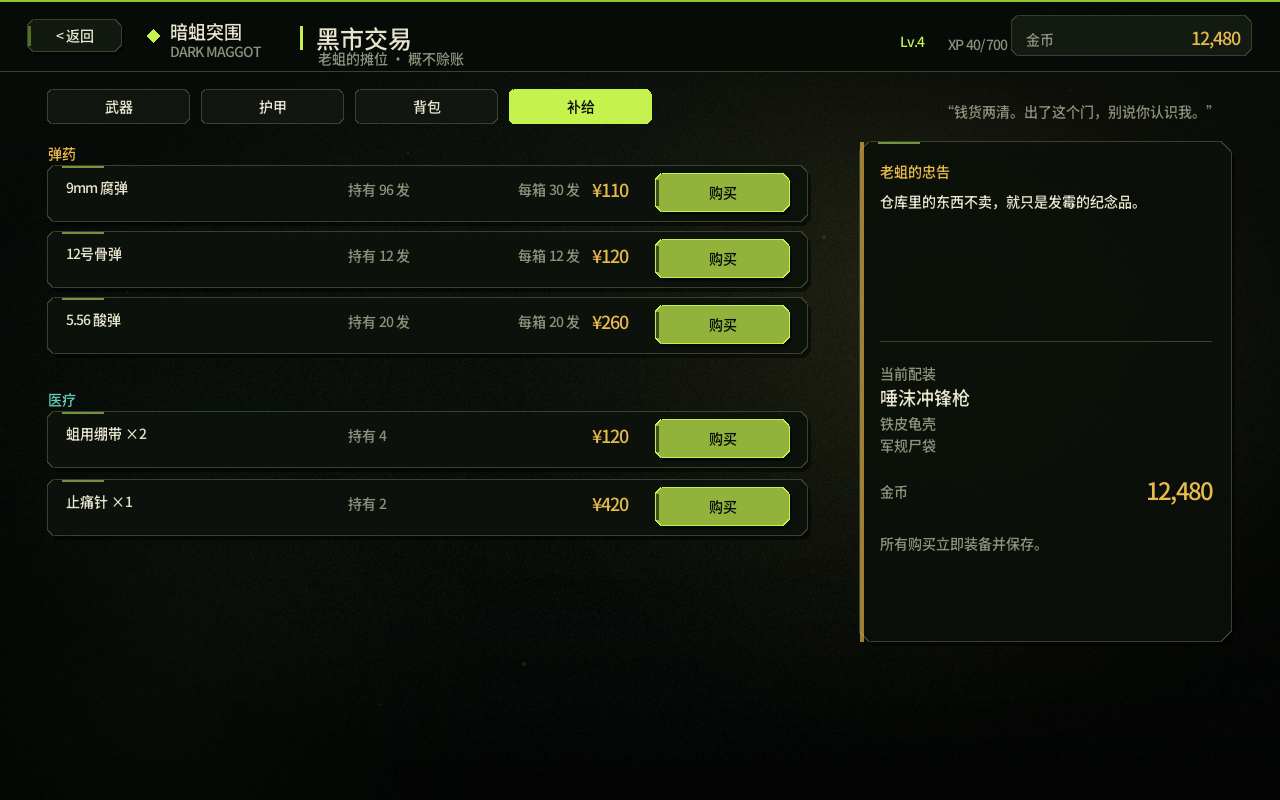 < 返回
暗蛆突围
DARK MAGGOT
黑市交易
老蛆的摊位 · 概不赊账
Lv.4
XP 40/700
金币
12,480
武器
护甲
背包
补给
“钱货两清。出了这个门，别说你认识我。”
弹药
9mm 腐弹
持有 96 发
每箱 30 发
¥110
购买
12号骨弹
持有 12 发
每箱 12 发
¥120
购买
5.56 酸弹
持有 20 发
每箱 20 发
¥260
购买
医疗
蛆用绷带 ×2
持有 4
¥120
购买
止痛针 ×1
持有 2
¥420
购买
老蛆的忠告
仓库里的东西不卖，就只是发霉的纪念品。
当前配装
唾沫冲锋枪
铁皮龟壳
军规尸袋
金币
12,480
所有购买立即装备并保存。